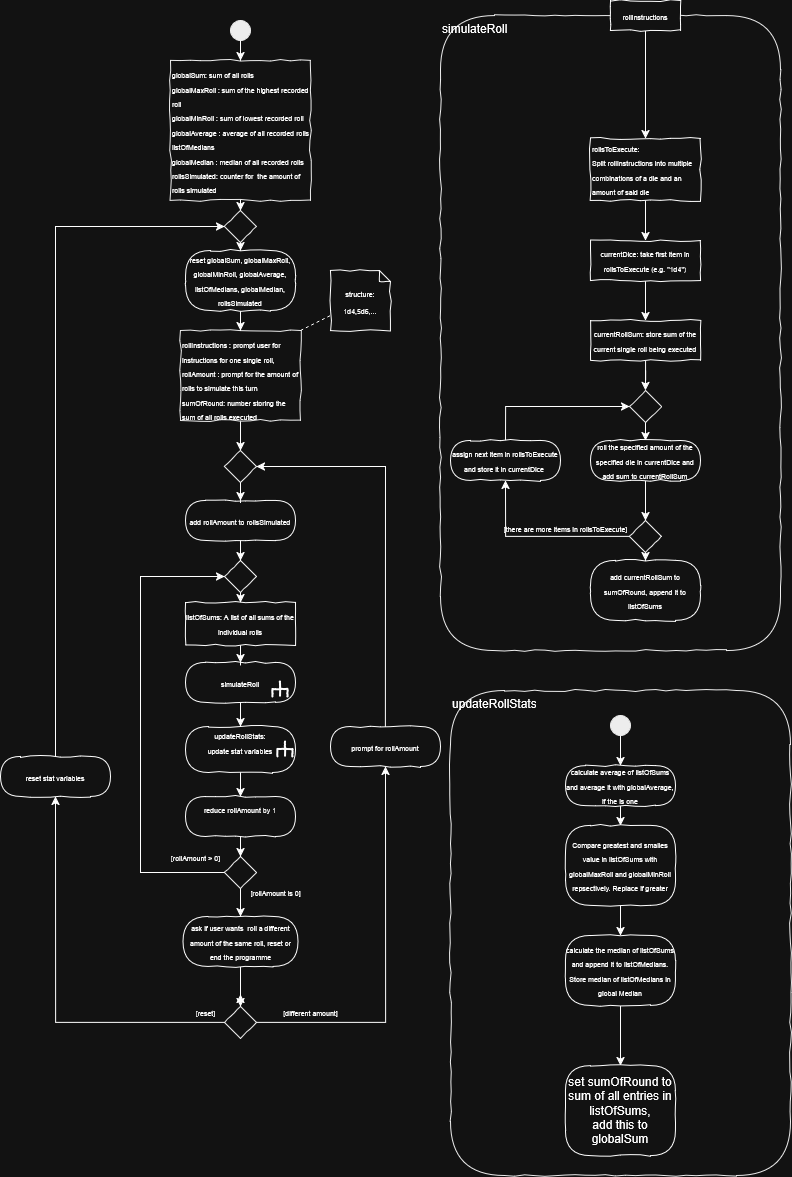 globalSum: sum of all rolls
globalMaxRoll : sum of the highest recorded
roll
globalMinRoll : sum of lowest recorded roll
globalAverage : average of all recorded rolls
listOfMedians
globalMedian : median of all recorded rolls
rollsSimulated: counter for the amount of
rolls simulated
reset globalSum, globalMaxRoll,
globalMinRoll, globalAverage,
listOfMedians, globalMedian,
rollsSimulated
structure:
1d4,5d6,...
rollInstructions : prompt user for
instructions for one single roll,
rollAmount : prompt for the amount of
rolls to simulate this turn
sumOfRound: number storing the
sum of all rolls executed
add rollAmount to rollsSimulated
listOfSums: A list of all sums of the
individual rolls
simulateRoll
updateRollStats:
update stat variables
prompt for rollAmount
reset stat variables
reduce rollAmount by 1
[rollAmount > 0]
[rollAmount is 0]
ask if user wants roll a different
amount of the same roll, reset or
end the programme
[reset]
[different amount]
simulateRoll
rollInstructions
rollsToExecute:
Split rollInstructions into multiple
combinations of a die and an
amount of said die
currentDice: take first item in
rollsToExecute (e.g. "1d4")
currentRollSum: store sum of the
current single roll being executed
assign next item in rollsToExecute
and store it in currentDice
roll the specified amount of the
specified die in currentDice and
add sum to currentRollSum
[there are more items in rollsToExecute]
add currentRollSum to
sumOfRound, append it to
listOfSums
updateRollStats
calculate average of listOfSums
and average it with globalAverage,
if the is one
Compare greatest and smalles
value in listOfSums with
globalMaxRoll and globalMinRoll
repsectively. Replace if greater
calculate the median of listOfSums
and append it to listOfMedians.
Store median of listOfMedians in
global Median
set sumOfRound to
sum of all entries in
listOfSums,
add this to
globalSum